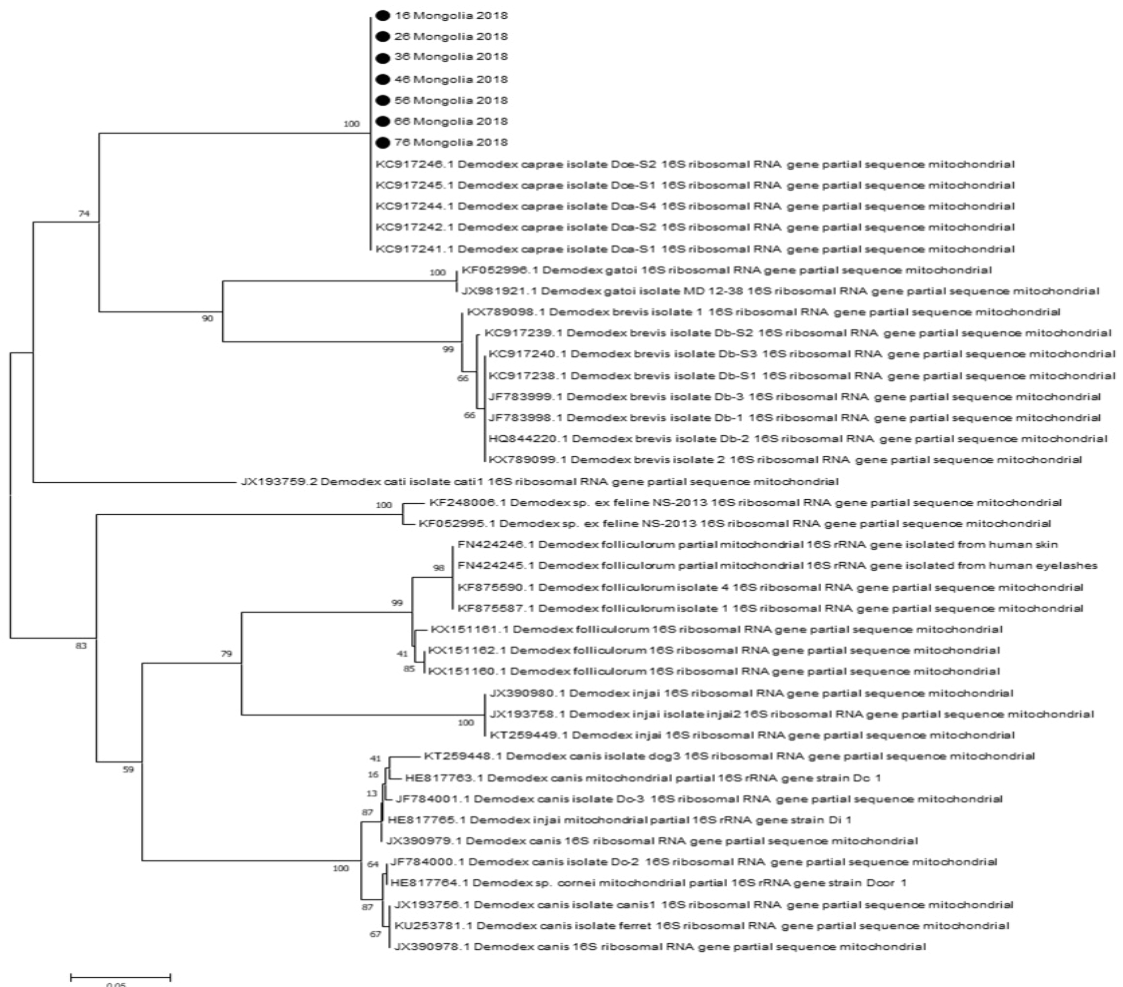 16 Mongolia 2018
26 Mongolia 2018
36 Mongolia 2018
46 Mongolia 2018
56 Mongolia 2018
66 Mongolia 2018
76 Mongolia 2018
100
KC917246.1 Demodex caprae isolate Dce-S2 16S ribosomal RNA gene partial sequence mitochondrial
KC917245.1 Demodex caprae isolate Dce-S1 16S ribosomal RNA gene partial sequence mitochondrial
KC917244.1 Demodex caprae isolate Dca-S4 16S ribosomal RNA gene partial sequence mitochondrial
74
KC917242.1 Demodex caprae isolate Dca-S2 16S ribosomal RNA gene partial sequence mitochondrial
KC917241.1 Demodex caprae isolate Dca-S1 16S ribosomal RNA gene partial sequence mitochondrial
100
KF052996.1 Demodex gatoi 16S ribosomal RNA gene partial sequence mitochondrial
JX981921.1 Demodex gatoi isolate MD 12-38 16S ribosomal RNA gene partial sequence mitochondrial
90
KX789098.1 Demodex brevis isolate 1 16S ribosomal RNA gene partial sequence mitochondrial
KC917239.1 Demodex brevis isolate Db-S2 16S ribosomal RNA gene partial sequence mitochondrial
99
KC917240.1 Demodex brevis isolate Db-S3 16S ribosomal RNA gene partial sequence mitochondrial
66
KC917238.1 Demodex brevis isolate Db-S1 16S ribosomal RNA gene partial sequence mitochondrial
JF783999.1 Demodex brevis isolate Db-3 16S ribosomal RNA gene partial sequence mitochondrial
66
JF783998.1 Demodex brevis isolate Db-1 16S ribosomal RNA gene partial sequence mitochondrial
HQ844220.1 Demodex brevis isolate Db-2 16S ribosomal RNA gene partial sequence mitochondrial
KX789099.1 Demodex brevis isolate 2 16S ribosomal RNA gene partial sequence mitochondrial
JX193759.2 Demodex cati isolate cati1 16S ribosomal RNA gene partial sequence mitochondrial
100
KF248006.1 Demodex sp. ex feline NS-2013 16S ribosomal RNA gene partial sequence mitochondrial
KF052995.1 Demodex sp. ex feline NS-2013 16S ribosomal RNA gene partial sequence mitochondrial
FN424246.1 Demodex folliculorum partial mitochondrial 16S rRNA gene isolated from human skin
98
FN424245.1 Demodex folliculorum partial mitochondrial 16S rRNA gene isolated from human eyelashes
KF875590.1 Demodex folliculorum isolate 4 16S ribosomal RNA gene partial sequence mitochondrial
99
KF875587.1 Demodex folliculorum isolate 1 16S ribosomal RNA gene partial sequence mitochondrial
KX151161.1 Demodex folliculorum 16S ribosomal RNA gene partial sequence mitochondrial
83
79
41
KX151162.1 Demodex folliculorum 16S ribosomal RNA gene partial sequence mitochondrial
85
KX151160.1 Demodex folliculorum 16S ribosomal RNA gene partial sequence mitochondrial
JX390980.1 Demodex injai 16S ribosomal RNA gene partial sequence mitochondrial
100
JX193758.1 Demodex injai isolate injai2 16S ribosomal RNA gene partial sequence mitochondrial
KT259449.1 Demodex injai 16S ribosomal RNA gene partial sequence mitochondrial
41
KT259448.1 Demodex canis isolate dog3 16S ribosomal RNA gene partial sequence mitochondrial
59
16
HE817763.1 Demodex canis mitochondrial partial 16S rRNA gene strain Dc 1
13
JF784001.1 Demodex canis isolate Dc-3 16S ribosomal RNA gene partial sequence mitochondrial
87
HE817765.1 Demodex injai mitochondrial partial 16S rRNA gene strain Di 1
JX390979.1 Demodex canis 16S ribosomal RNA gene partial sequence mitochondrial
100
64
JF784000.1 Demodex canis isolate Dc-2 16S ribosomal RNA gene partial sequence mitochondrial
HE817764.1 Demodex sp. cornei mitochondrial partial 16S rRNA gene strain Dcor 1
87
JX193756.1 Demodex canis isolate canis1 16S ribosomal RNA gene partial sequence mitochondrial
KU253781.1 Demodex canis isolate ferret 16S ribosomal RNA gene partial sequence mitochondrial
67
JX390978.1 Demodex canis 16S ribosomal RNA gene partial sequence mitochondrial
0.05